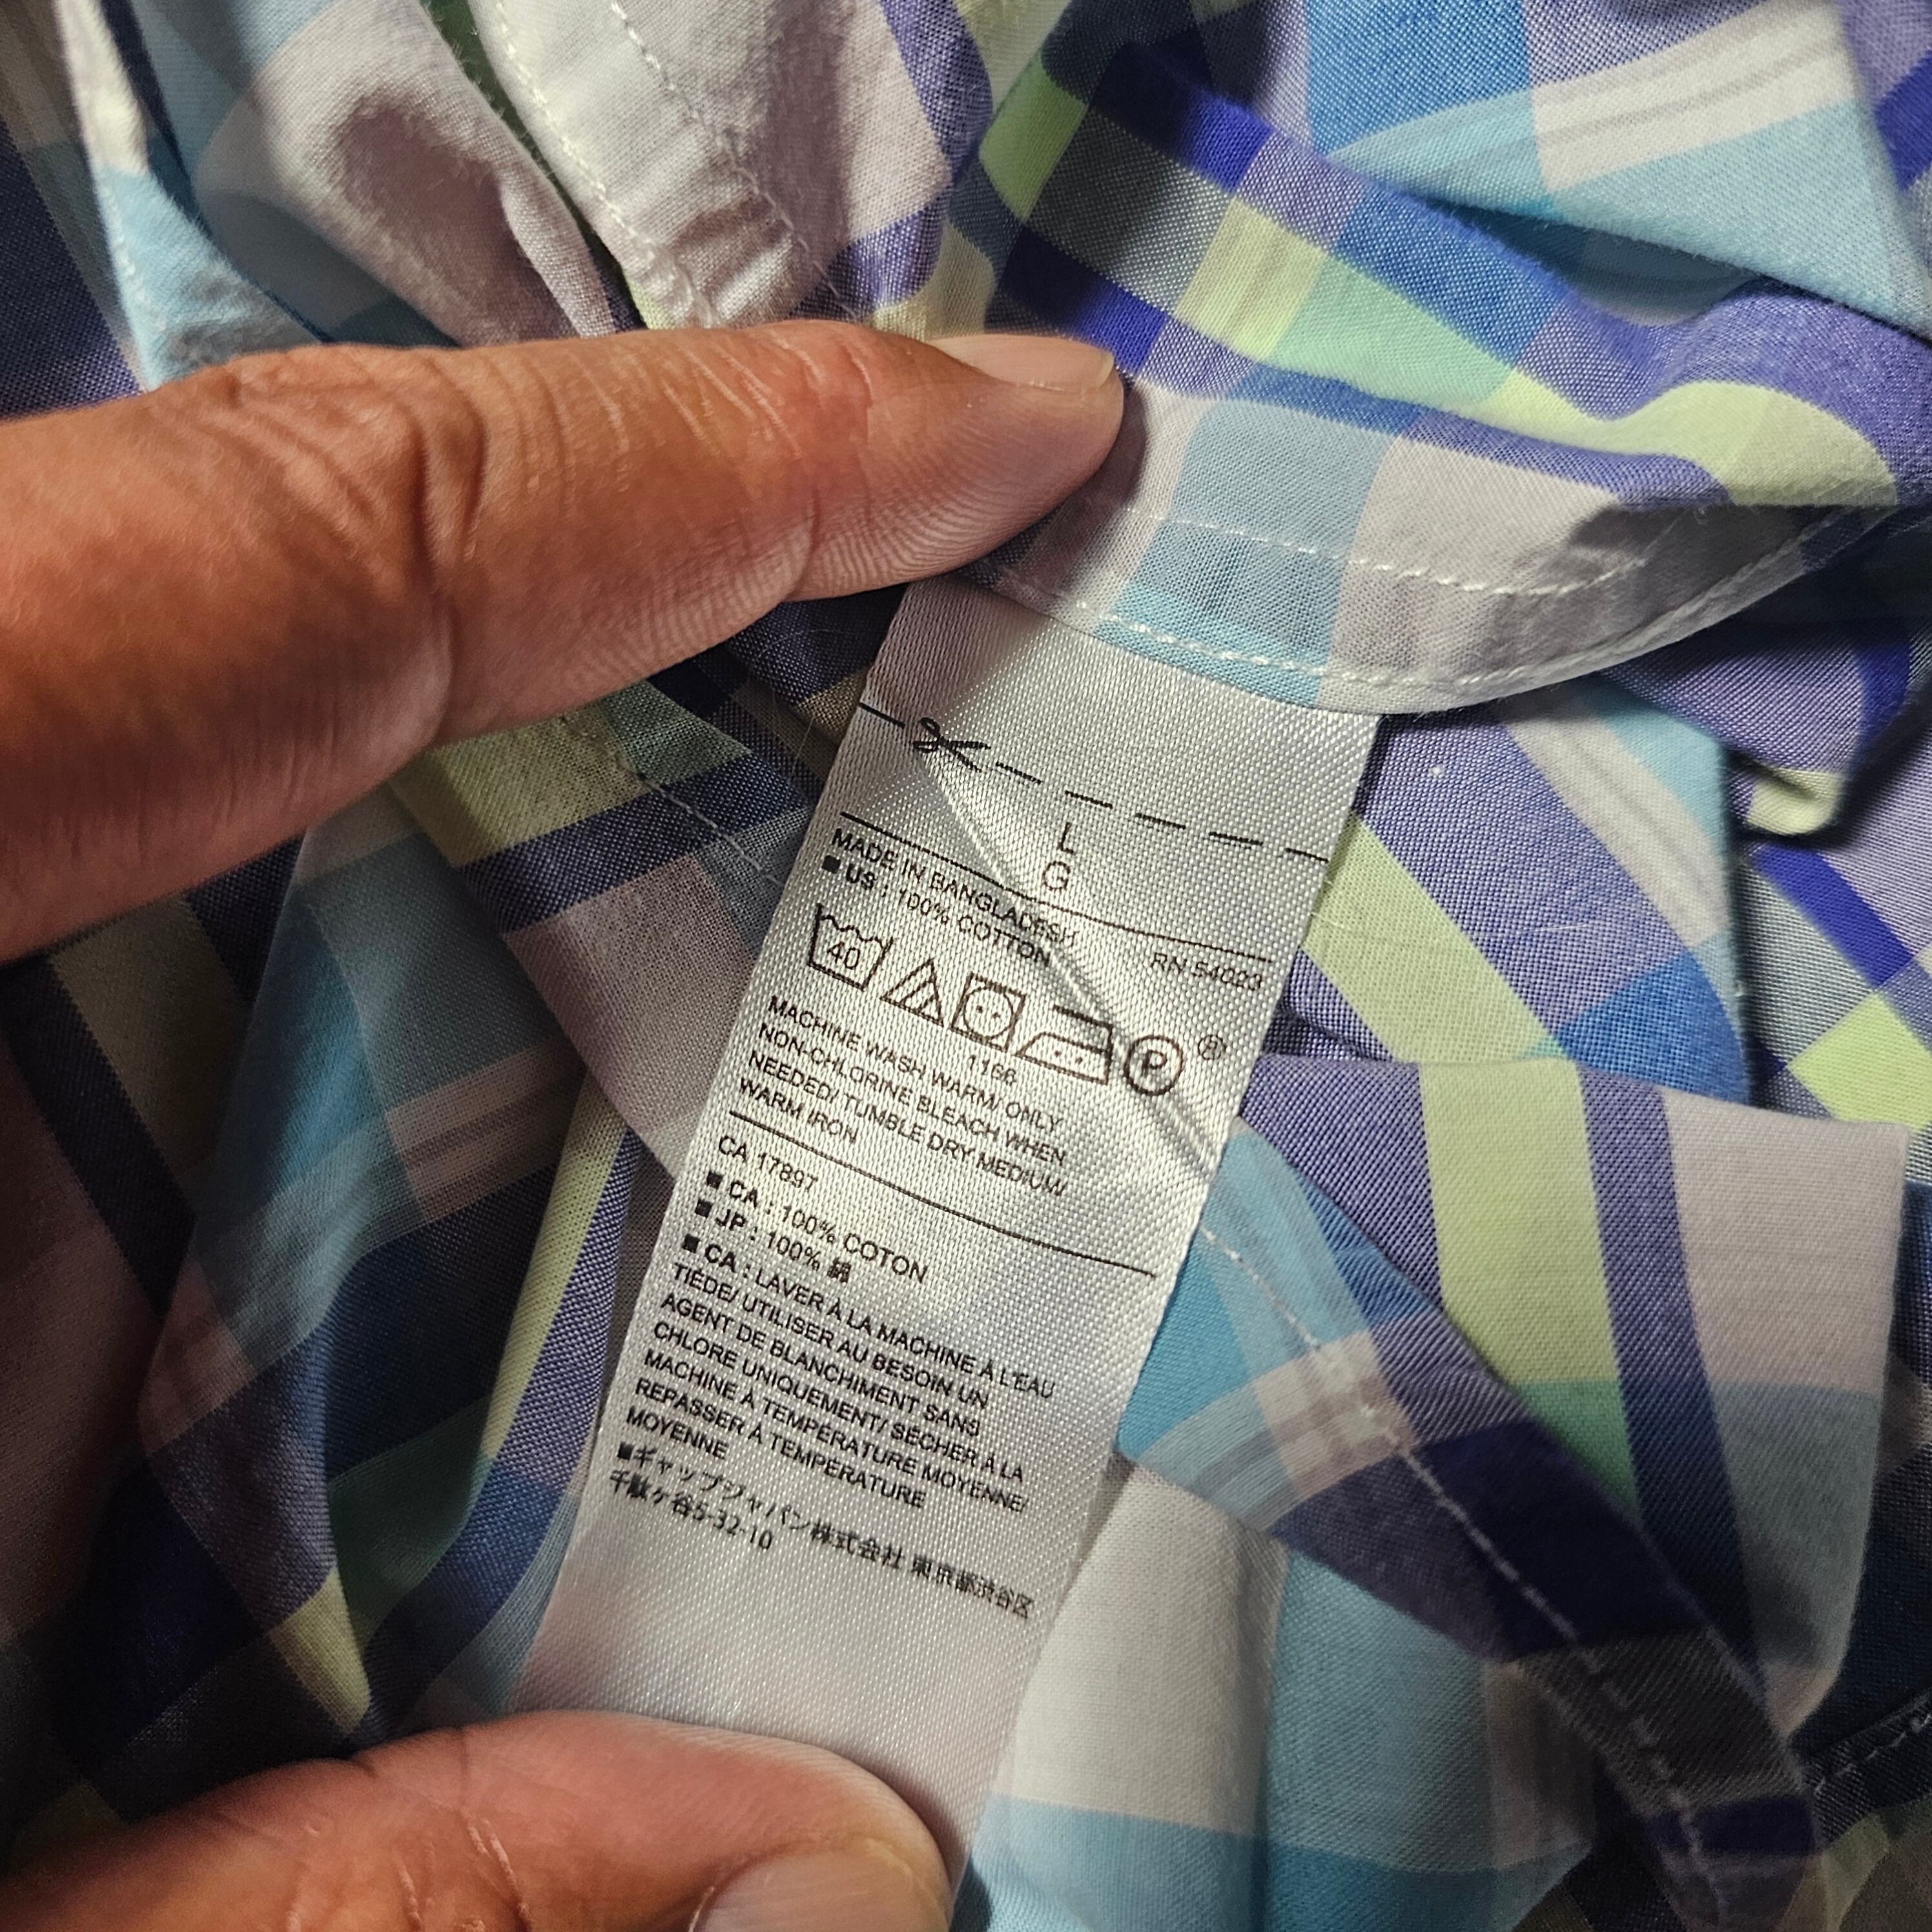 L
G
MADE IN BANGLADESH
RN 54023
■ US : 100% COTTON
40
P ®
1166
MACHINE WASH WARM/ ONLY
NON-CHLORINE BLEACH WHEN
NEEDED/ TUMBLE DRY MEDIUM/
WARM IRON
CA 17897
■ CA : 100% COTON
■ JP : 100% 綿
■ CA : LAVER À LA MACHINE À L'EAU
TIÈDE/ UTILISER AU BESOIN UN
AGENT DE BLANCHIMENT SANS
CHLORE UNIQUEMENT/ SÉCHER À LA
MACHINE À TEMPÉRATURE MOYENNE/
REPASSER À TEMPÉRATURE
MOYENNE
■ギャップジャパン株式会社 東京都渋谷区
千駄ヶ谷5-32-10